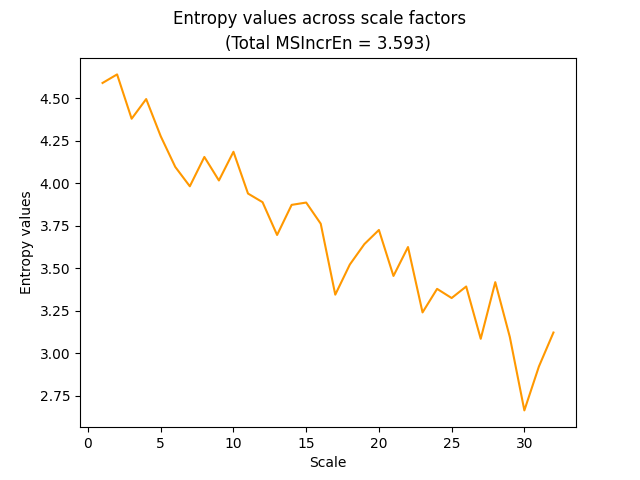 Entropy values across scale factors
(Total MSIncrEn = 3.593)
4.50
4.25
4.00
3.75
3.50
3.25
3.00
2.75
Entropy values
0 5 10 15 20 25 30
Scale